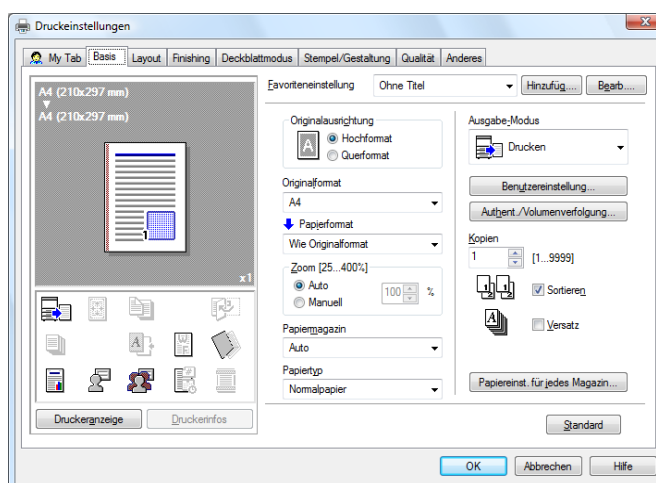 Druckeinstellungen
My Tab Basis Layout Finishing Deckblattmodus Stempel/Gestaltung Qualität Anderes
A4 (210x297 mm)
A4 (210x297 mm)
1
x1
Druckeranzeige Druckerinfos
Favoriteneinstellung Ohne Titel Hinzufüg.... Bearb....
Originalausrichtung
A
Hochformat
Querformat
Originalformat
A4
Papierformat
Wie Originalformat
Zoom [25...400%]
Auto
Manuell
100 %
Papiermagazin
Auto
Papiertyp
Normalpapier
Ausgabe-Modus
Drucken
Benutzereinstellung...
Authent./Volumenverfolgung...
Kopien
1 [1...9999]
Sortieren
Versatz
Papiereinst. für jedes Magazin...
Standard
OK Abbrechen Hilfe